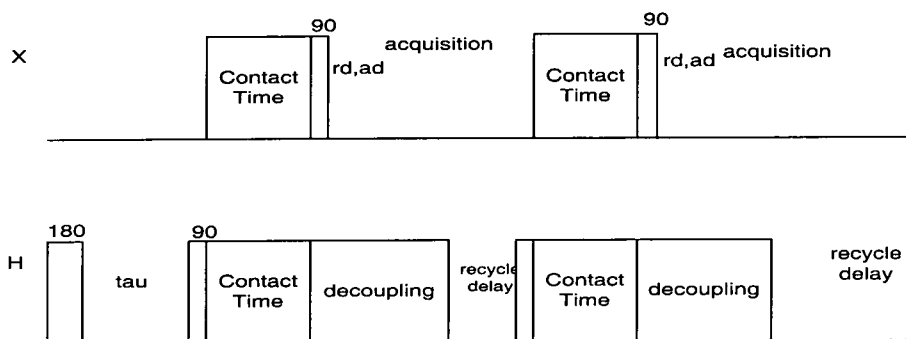 90
90
X
Contact
Time
rd,ad
acquisition
Contact
Time
rd,ad
acquisition
180
90
H
tau
Contact
Time
decoupling
recycle
delay
Contact
Time
decoupling
recycle
delay